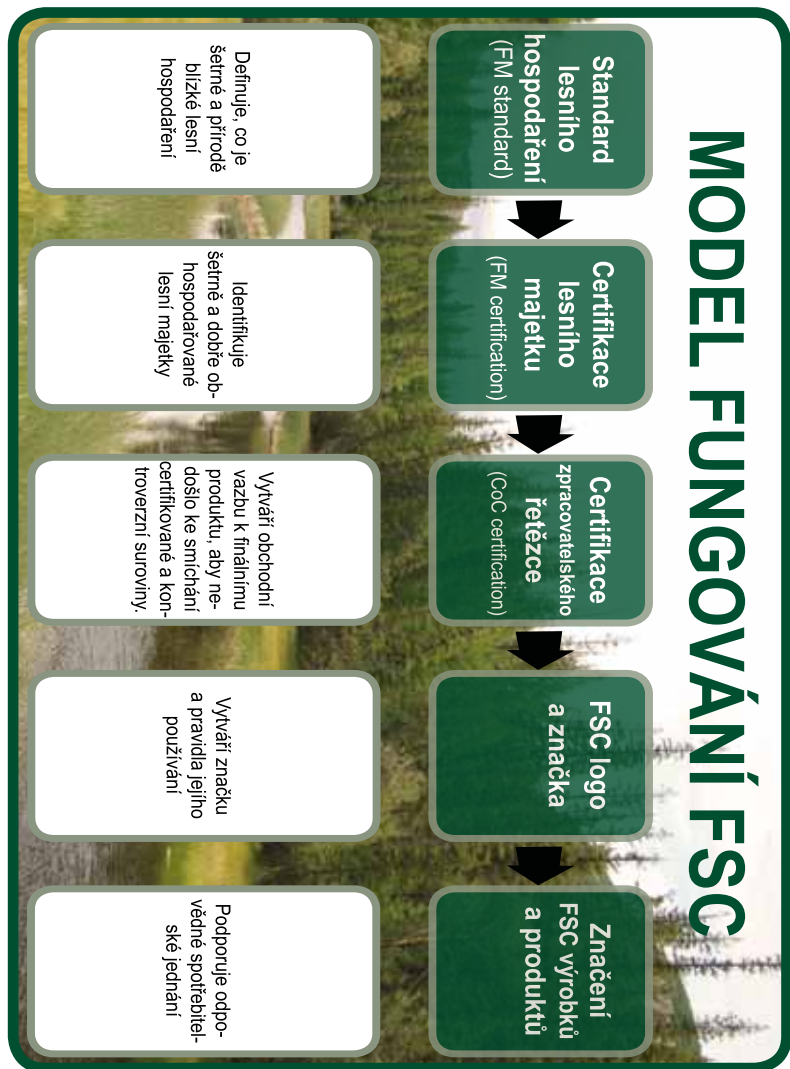 MODEL FUNGOVÁNÍ FSC
Standard
lesního
hospodaření
(FM standard)
Certifikace
lesního
majetku
(FM certification)
Certifikace
zpracovatelského
řetězce
(CoC certification)
FSC logo
a značka
Značení
FSC výrobků
a produktů
Definuje, co je
šetrné a přírodě
blízké lesní
hospodaření
Identifikuje
šetrně a dobře ob-
hospodařované
lesní majetky
Vytváří obchodní
vazbu k finálnímu
produktu, aby ne-
došlo ke smíchání
certifikované a kon-
troverzní suroviny.
Vytváří značku
a pravidla jejího
používání
Podporuje odpo-
vědné spotřebitel-
ské jednání